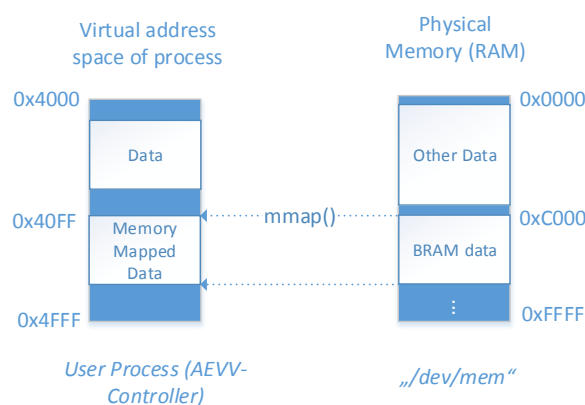 Virtual address
space of process
Physical
Memory (RAM)
0x4000
0x0000
Data
Other Data
0x40FF
mmap()
0xC000
Memory
Mapped
Data
BRAM data
⋮
0x4FFF
0xFFFF
User Process (AEVV-
Controller)
„/dev/mem“